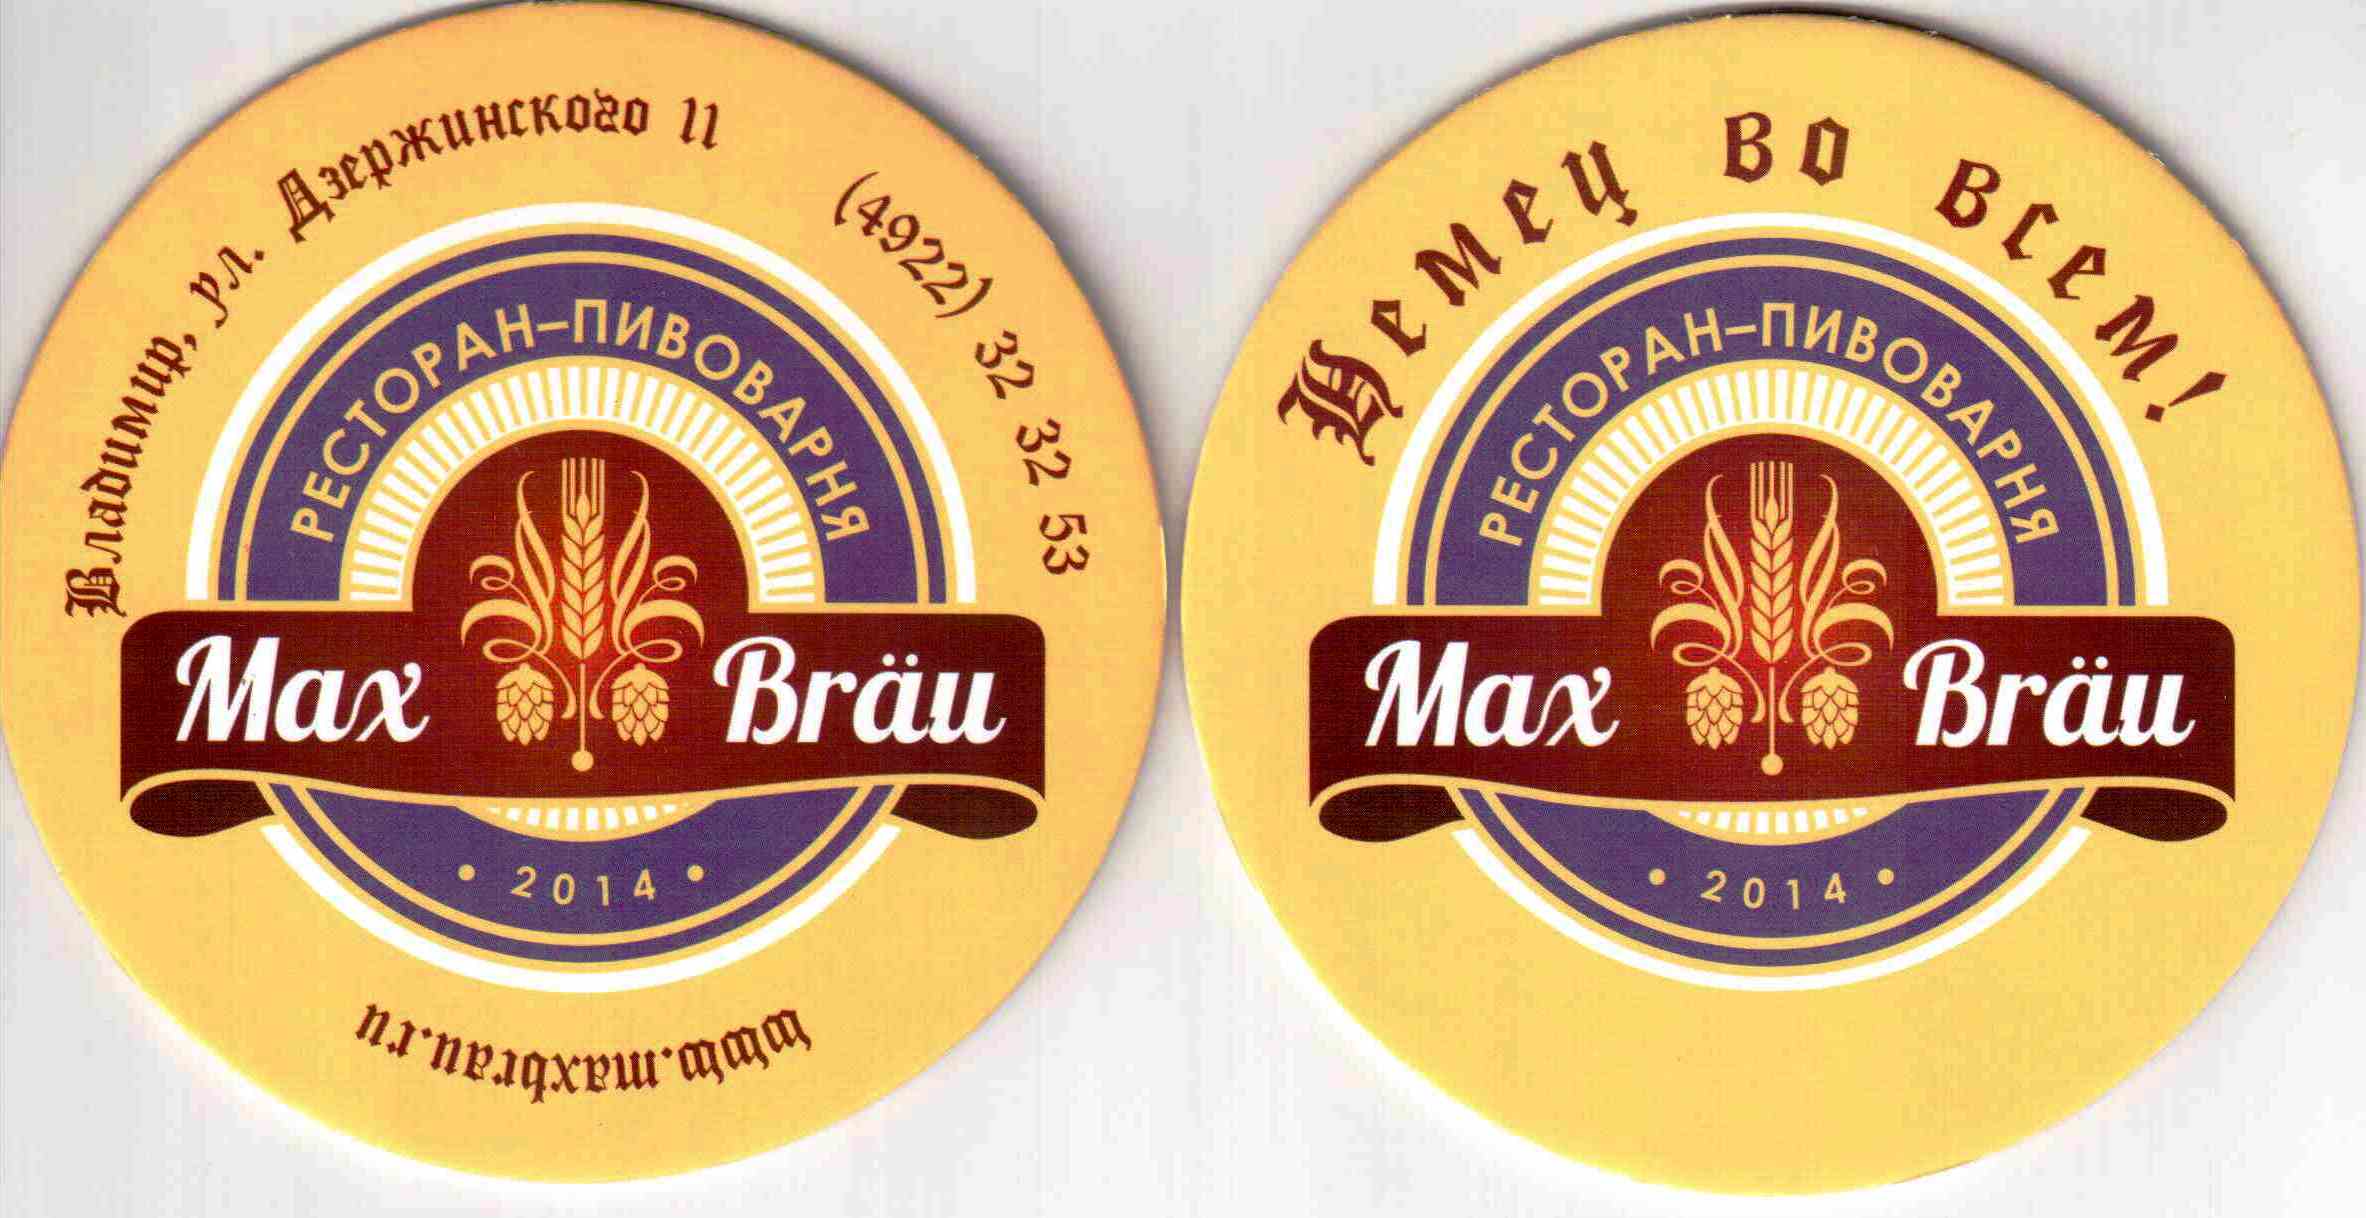 Владимир, ул. Дзержинского 11
(4922) 32 32 53
РЕСТОРАН-ПИВОВАРНЯ
Max Bräu
• 2014 •
www.maxbrau.ru
Немец во всем!
РЕСТОРАН-ПИВОВАРНЯ
Max Bräu
• 2014 •